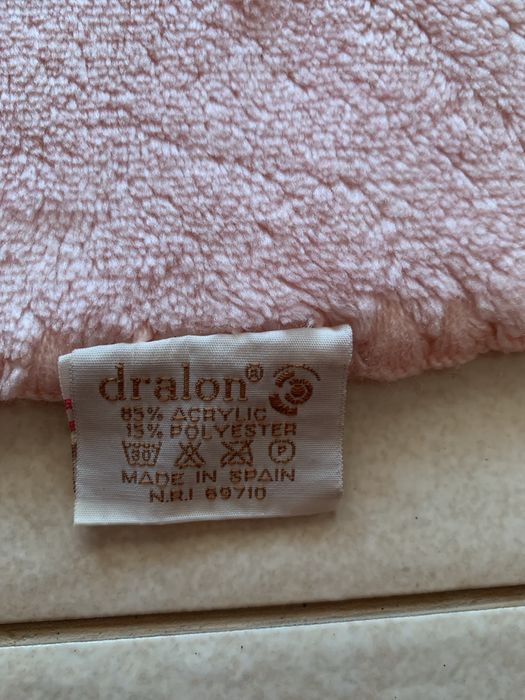 dralon®
85% ACRYLIC
15% POLYESTER
30 P
MADE IN SPAIN
N.R.I 69710